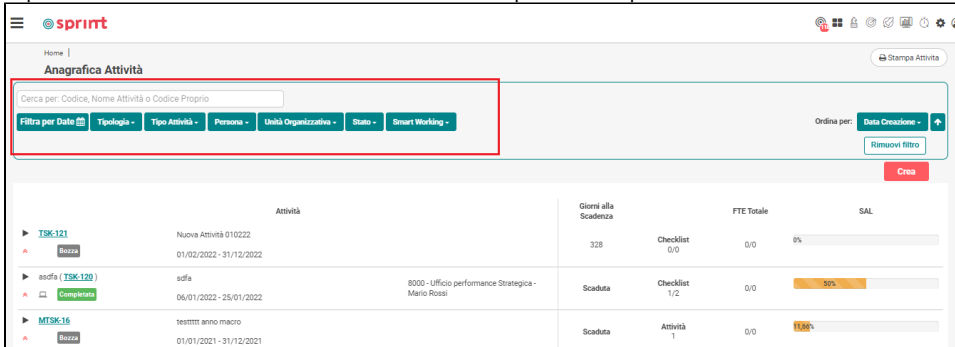 sprint
Home |
Anagrafica Attività
Stampa Attivita
Cerca per: Codice, Nome Attività o Codice Proprio
Filtra per Date Tipologia Tipo Attività Persona Unità Organizzativa Stato Smart Working Ordina per: Data Creazione
Rimuovi filtro
Crea
Attività Giorni alla Scadenza FTE Totale SAL
TSK-121 Nuova Attività 010222 328 Checklist 0/0 0/0 0%
Bozza 01/02/2022 - 31/12/2022
asdfa ( TSK-120 ) sdfa 8000 - Ufficio performance Strategica - Mario Rossi Scaduta Checklist 1/2 0/0 50%
Completata 06/01/2022 - 25/01/2022
MTSK-16 testtttt anno macro Scaduta Attività 1 0/0 11,66%
Bozza 01/01/2021 - 31/12/2021